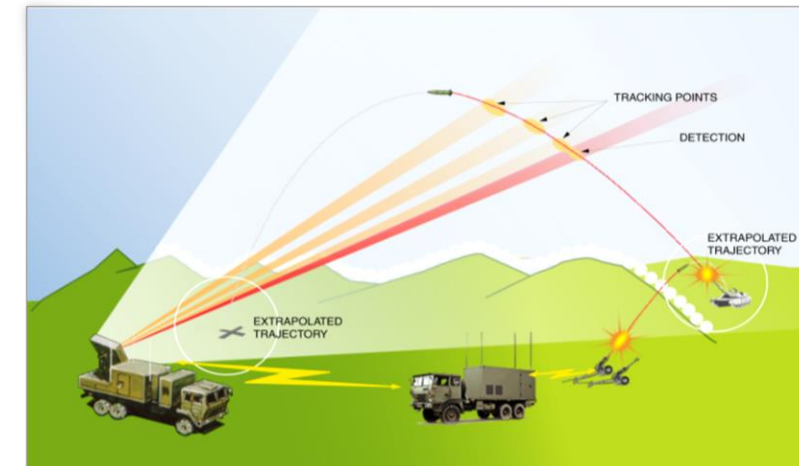 TRACKING POINTS
DETECTION
EXTRAPOLATED
TRAJECTORY
EXTRAPOLATED
TRAJECTORY